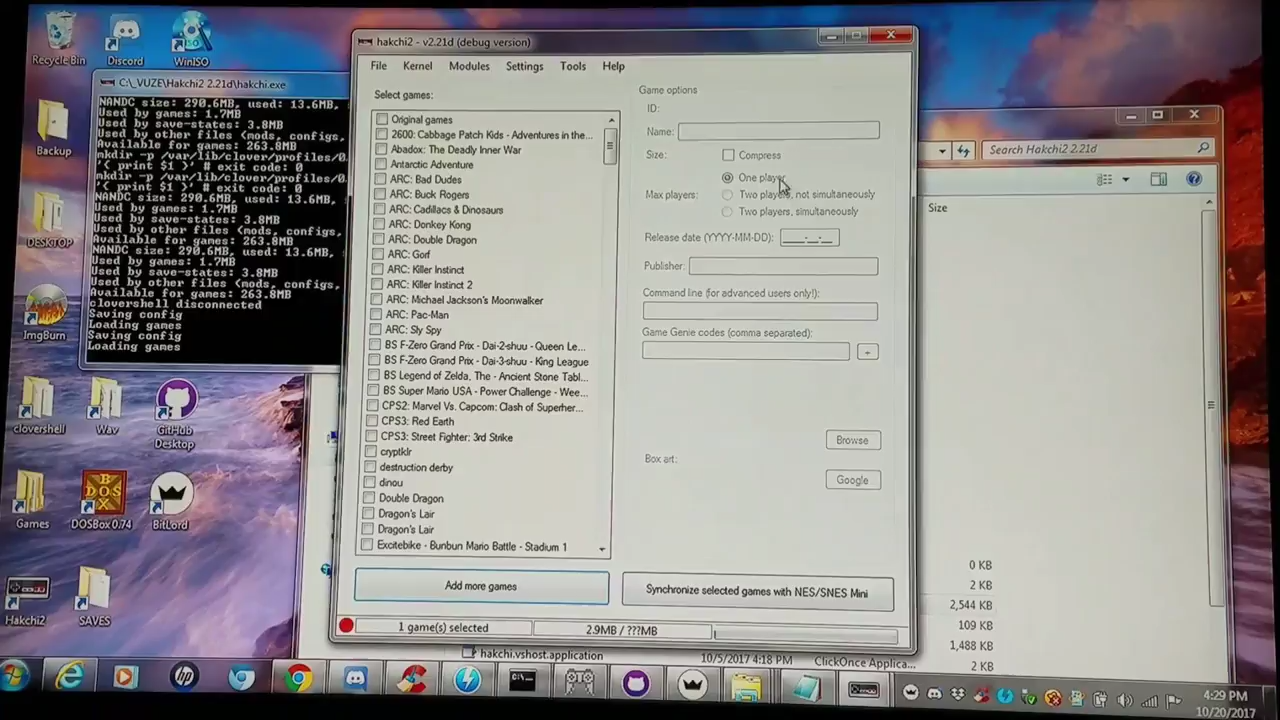 Recycle Bin
Discord
WinISO
Backup
DESKTOP
ImgBurn
clovershell
Wav
GitHub
Desktop
Games
DOSBox 0.74
BitLord
Hakchi2
SAVES
C:\_VUZE\Hakchi2 2.21d\hakchi.exe
NANDC size: 290.6MB, used: 13.6MB,
Used by games: 1.7MB
Used by save-states: 3.8MB
Used by other files (mods, configs,
Available for games: 263.8MB
mkdir -p /var/lib/clover/profiles/0
'{ print $1 }' # exit code: 0
mkdir -p /var/lib/clover/profiles/0.
'{ print $1 }' # exit code: 0
NANDC size: 290.6MB, used: 13.6MB,
Used by games: 1.7MB
Used by save-states: 3.8MB
Used by other files (mods, configs,
Available for games: 263.8MB
NANDC size: 290.6MB, used: 13.6MB,
Used by games: 1.7MB
Used by save-states: 3.8MB
Used by other files (mods, configs,
Available for games: 263.8MB
clovershell disconnected
Saving config
Loading games
Saving config
Loading games
hakchi2 - v2.21d (debug version)
File Kernel Modules Settings Tools Help
Select games:
Original games
2600: Cabbage Patch Kids - Adventures in the...
Abadox: The Deadly Inner War
Antarctic Adventure
ARC: Bad Dudes
ARC: Buck Rogers
ARC: Cadillacs & Dinosaurs
ARC: Donkey Kong
ARC: Double Dragon
ARC: Gorf
ARC: Killer Instinct
ARC: Killer Instinct 2
ARC: Michael Jackson's Moonwalker
ARC: Pac-Man
ARC: Sly Spy
BS F-Zero Grand Prix - Dai-2-shuu - Queen Le...
BS F-Zero Grand Prix - Dai-3-shuu - King League
BS Legend of Zelda, The - Ancient Stone Tabl...
BS Super Mario USA - Power Challenge - Wee...
CPS2: Marvel Vs. Capcom: Clash of Superher...
CPS3: Red Earth
CPS3: Street Fighter: 3rd Strike
cryptklr
destruction derby
dinou
Double Dragon
Dragon's Lair
Dragon's Lair
Excitebike - Bunbun Mario Battle - Stadium 1
Add more games
Game options
ID:
Name:
Size: Compress
One player
Max players: Two players, not simultaneously
Two players, simultaneously
Release date (YYYY-MM-DD): ____-__-__
Publisher:
Command line (for advanced users only!):
Game Genie codes (comma separated):
+
Browse
Box art:
Google
Synchronize selected games with NES/SNES Mini
1 game(s) selected
2.9MB / ???MB
Search Hakchi2 2.21d
Size
0 KB
2 KB
2,544 KB
109 KB
1,488 KB
2 KB
hakchi.vshost.application 10/5/2017 4:18 PM ClickOnce Applica...
4:29 PM
10/20/2017